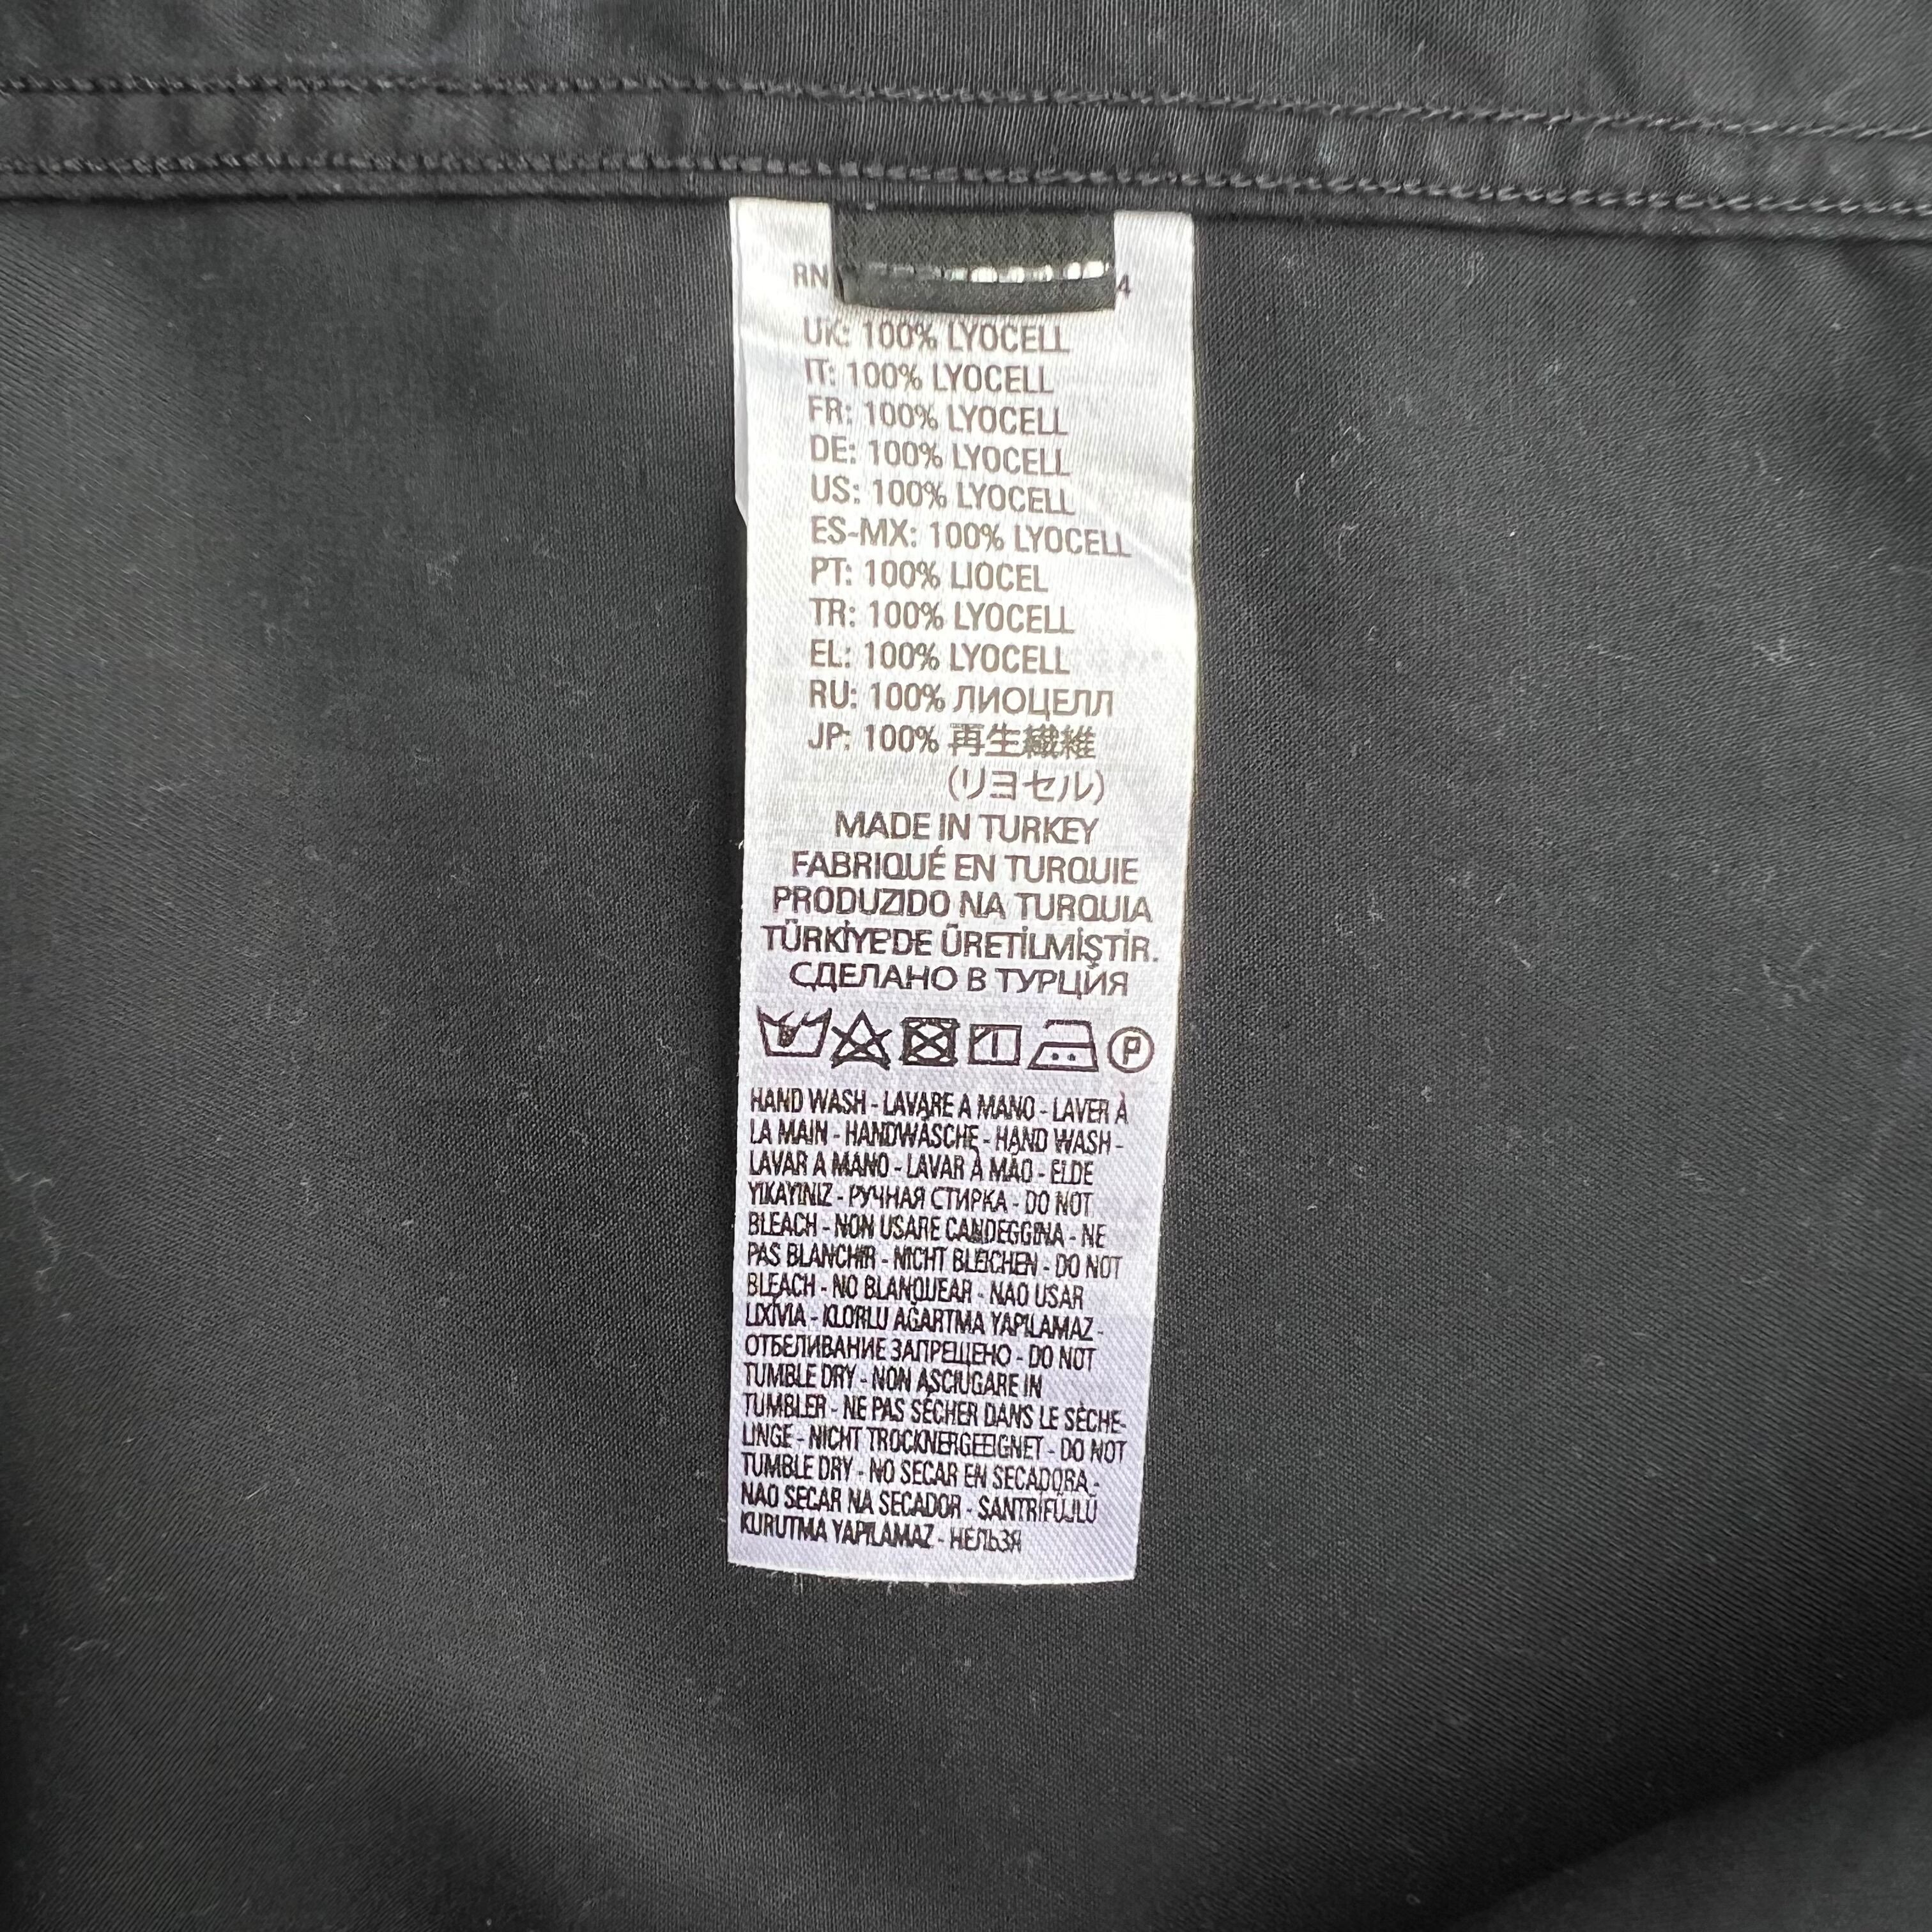 RN 4
UK: 100% LYOCELL
IT: 100% LYOCELL
FR: 100% LYOCELL
DE: 100% LYOCELL
US: 100% LYOCELL
ES-MX: 100% LYOCELL
PT: 100% LIOCEL
TR: 100% LYOCELL
EL: 100% LYOCELL
RU: 100% ЛИОЦЕЛЛ
JP: 100% 再生繊維
(リヨセル)
MADE IN TURKEY
FABRIQUÉ EN TURQUIE
PRODUZIDO NA TURQUIA
TÜRKİYE'DE ÜRETİLMİŞTİR.
СДЕЛАНО В ТУРЦИЯ
P
HAND WASH - LAVARE A MANO - LAVER À
LA MAIN - HANDWÄSCHE - HAND WASH -
LAVAR A MANO - LAVAR À MÃO - ELDE
YIKAYINIZ - РУЧНАЯ СТИРКА - DO NOT
BLEACH - NON USARE CANDEGGINA - NE
PAS BLANCHIR - NICHT BLEICHEN - DO NOT
BLEACH - NO BLANQUEAR - NAO USAR
LIXÍVIA - KLORLU AĞARTMA YAPILAMAZ -
ОТБЕЛИВАНИЕ ЗАПРЕЩЕНО - DO NOT
TUMBLE DRY - NON ASCIUGARE IN
TUMBLER - NE PAS SÉCHER DANS LE SÈCHE-
LINGE - NICHT TROCKNERGEEIGNET - DO NOT
TUMBLE DRY - NO SECAR EN SECADORA -
NAO SECAR NA SECADOR - SANTRİFÜJLÜ
KURUTMA YAPILAMAZ - НЕЛЬЗЯ